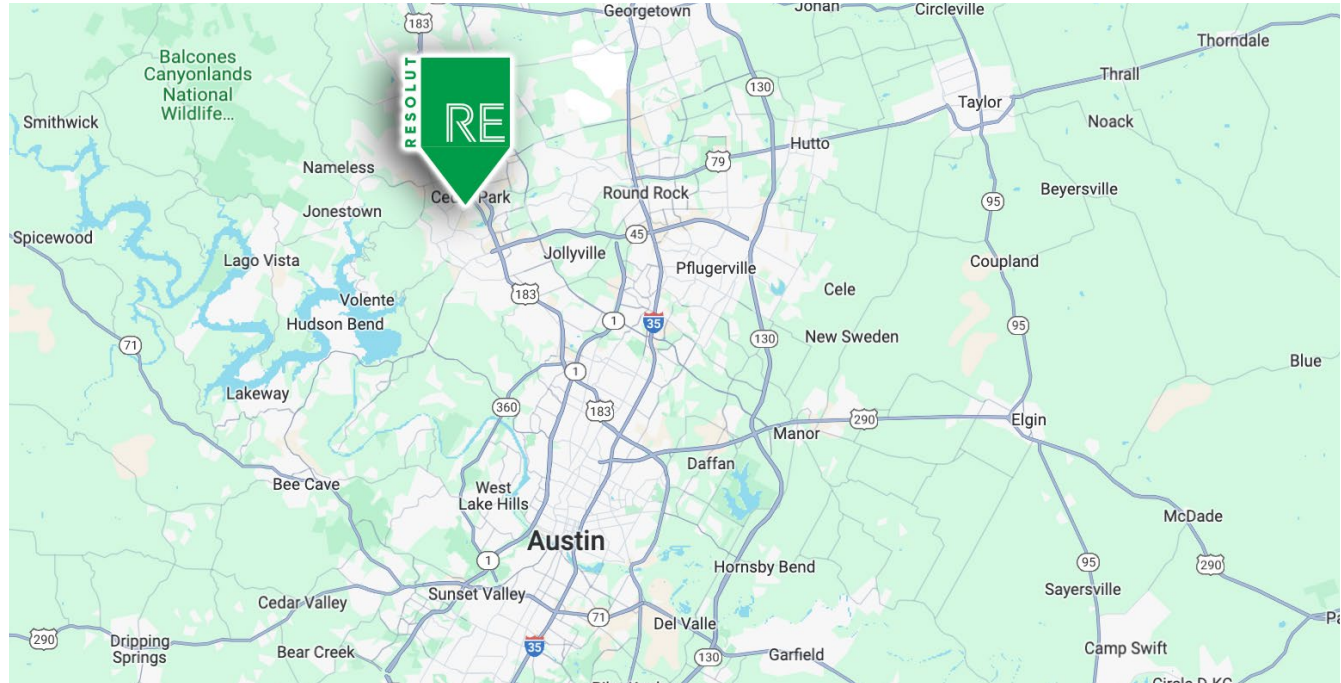 Georgetown
Jonah
Circleville
183
Thorndale
Balcones
Canyonlands
National
Wildlife...
RESOLUT
RE
130
Thrall
Taylor
Smithwick
Noack
Hutto
79
Nameless
Round Rock
Beyersville
Park
95
Jonestown
Spicewood
45
Jollyville
Lago Vista
Pflugerville
Coupland
Cele
Volente
183
Hudson Bend
1
35
95
130
New Sweden
71
Blue
1
Lakeway
360
183
290
Elgin
Manor
Daffan
Bee Cave
West
Lake Hills
McDade
Austin
1
95
290
Hornsby Bend
Cedar Valley
Sunset Valley
Sayersville
71
Del Valle
290
Dripping
Springs
Bear Creek
35
130
Garfield
Camp Swift